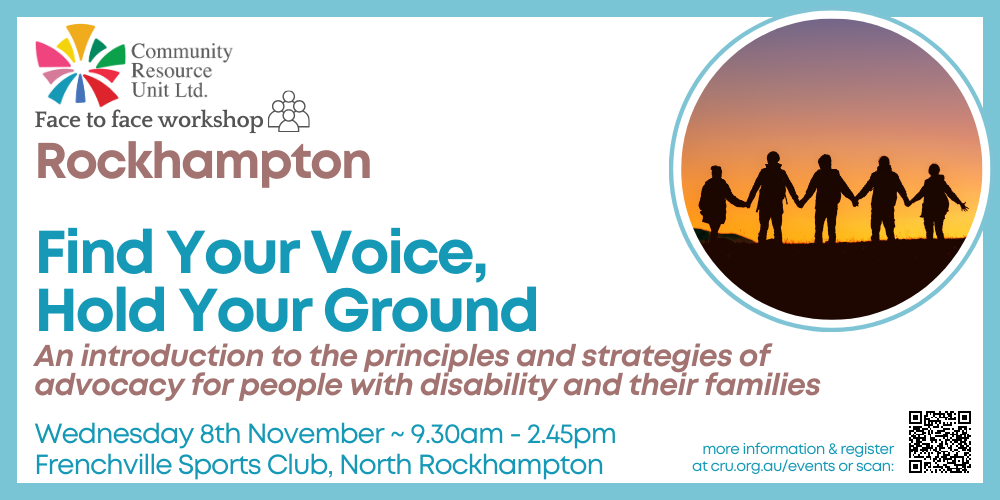 Community
Resource
Unit Ltd.
Face to face workshop
Rockhampton
Find Your Voice,
Hold Your Ground
An introduction to the principles and strategies of
advocacy for people with disability and their families
Wednesday 8th November ~ 9.30am - 2.45pm
Frenchville Sports Club, North Rockhampton
more information & register
at cru.org.au/events or scan: